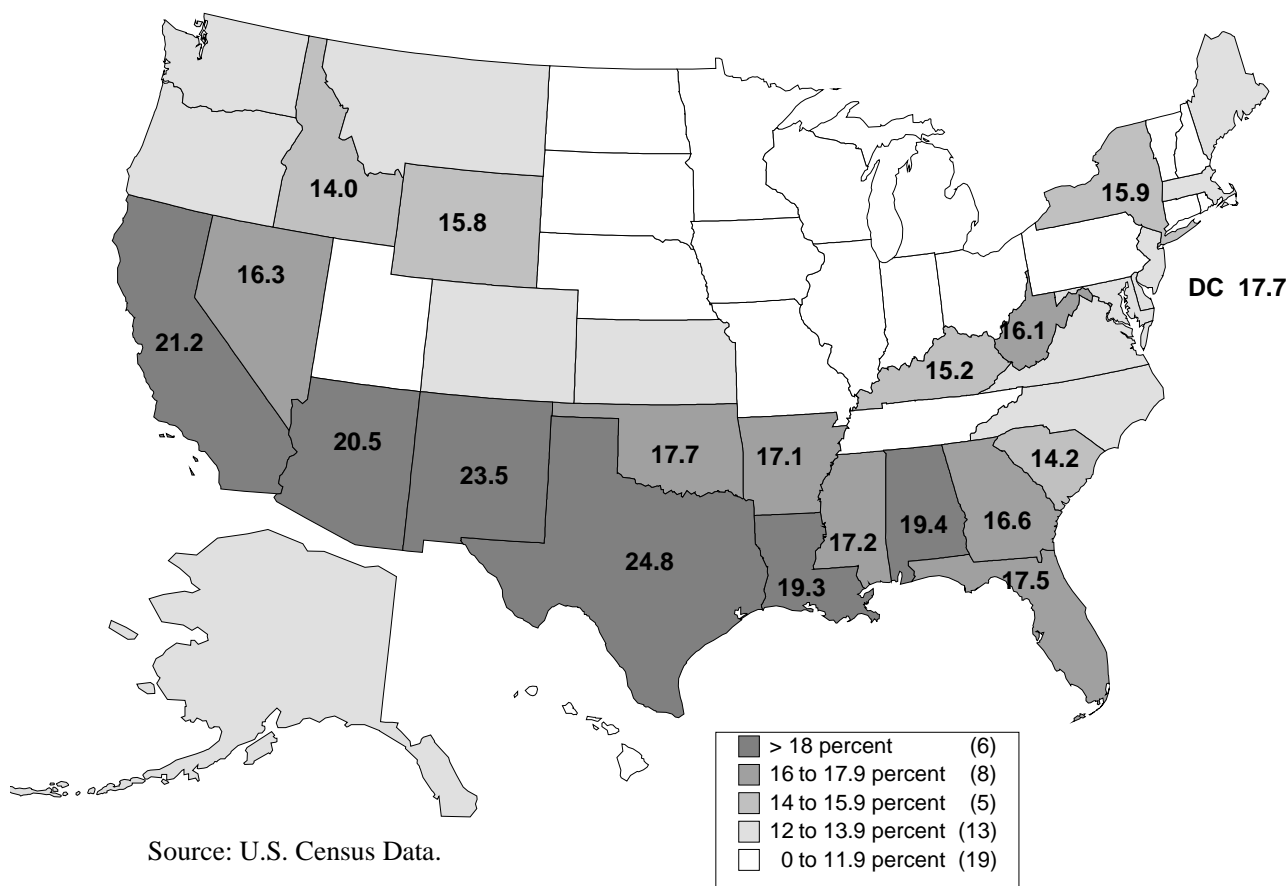 14.0
15.8
15.9
16.3
DC 17.7
21.2
16.1
15.2
20.5
23.5
17.7
17.1
14.2
24.8
19.3
17.2
19.4
16.6
17.5
> 18 percent (6)
16 to 17.9 percent (8)
14 to 15.9 percent (5)
12 to 13.9 percent (13)
0 to 11.9 percent (19)
Source: U.S. Census Data.